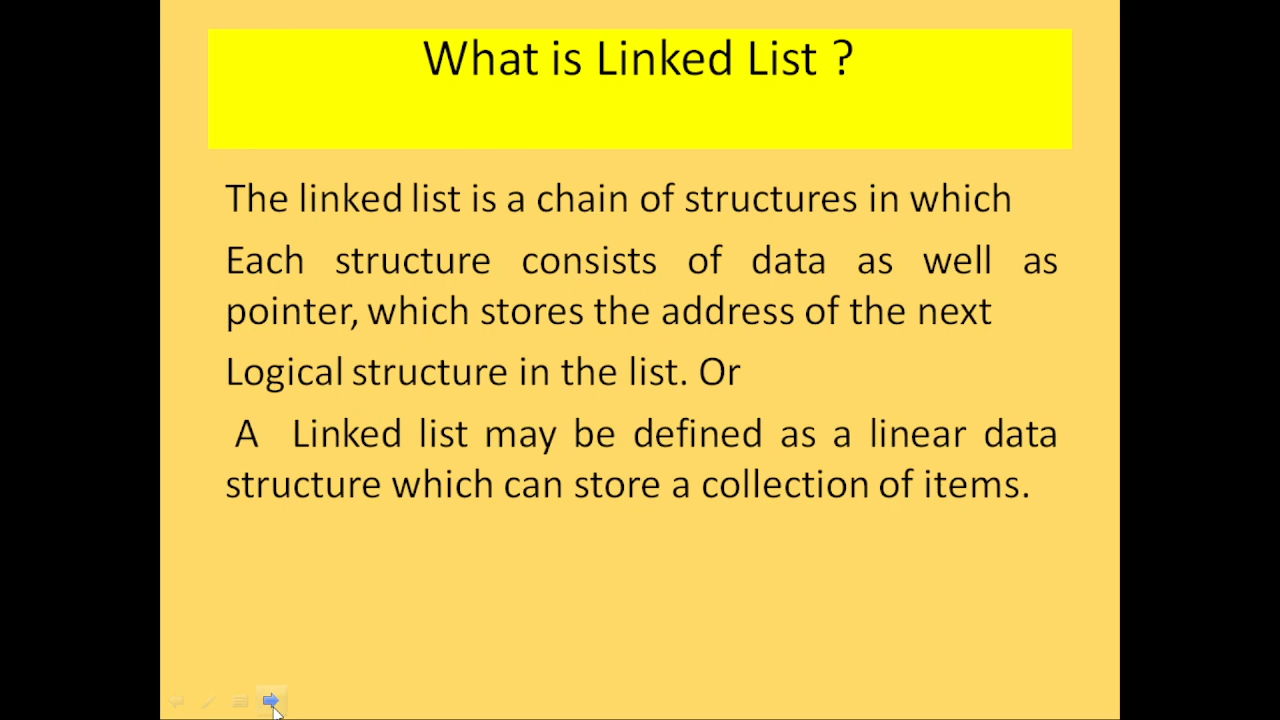 What is Linked List ?
The linked list is a chain of structures in which
Each structure consists of data as well as
pointer, which stores the address of the next
Logical structure in the list. Or
A Linked list may be defined as a linear data
structure which can store a collection of items.